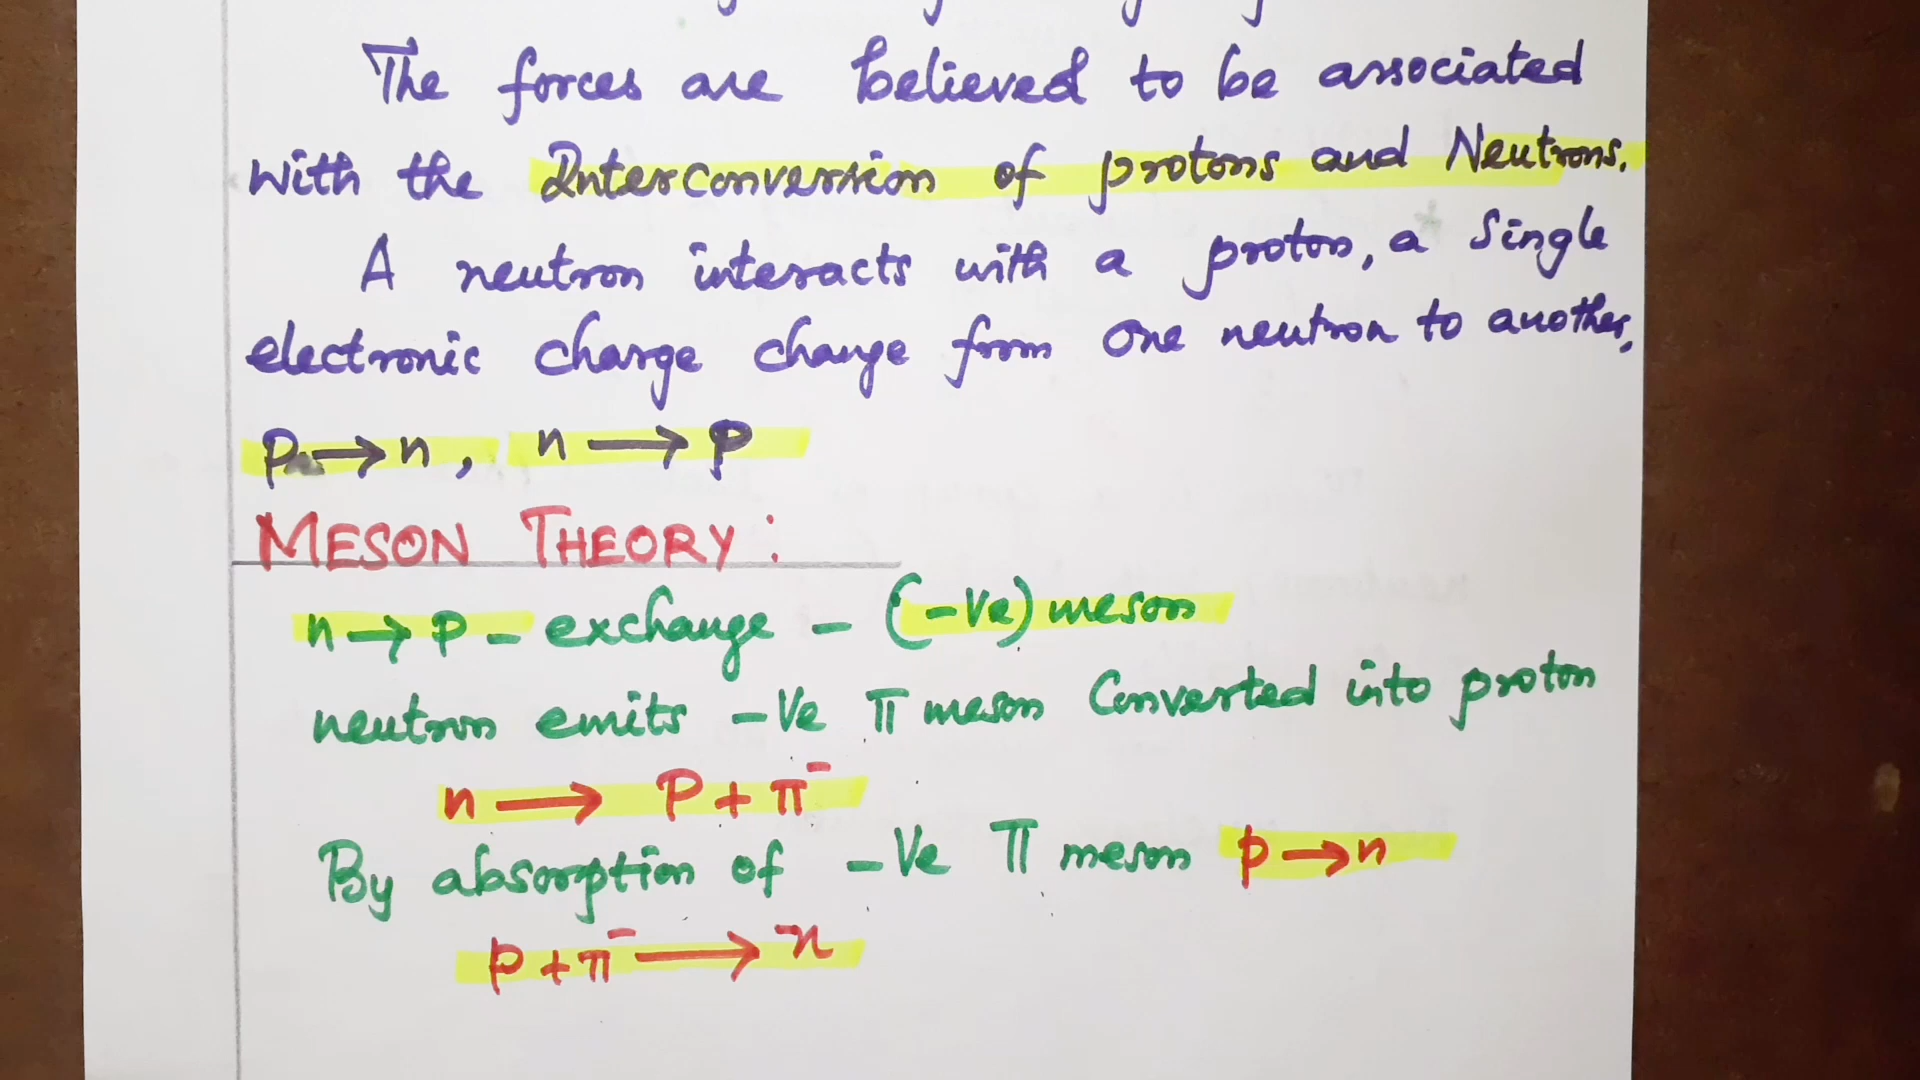 The forces are believed to be associated
with the Interconversion of protons and Neutrons.
A neutron interacts with a proton, a single
electronic charge change from one neutron to another.
p → n, n → p
MESON THEORY:
n → p - exchange - (-Ve) meson
neutron emits -Ve π meson Converted into proton
n → P + π⁻
By absorption of -Ve π meson p → n
p + π⁻ → n